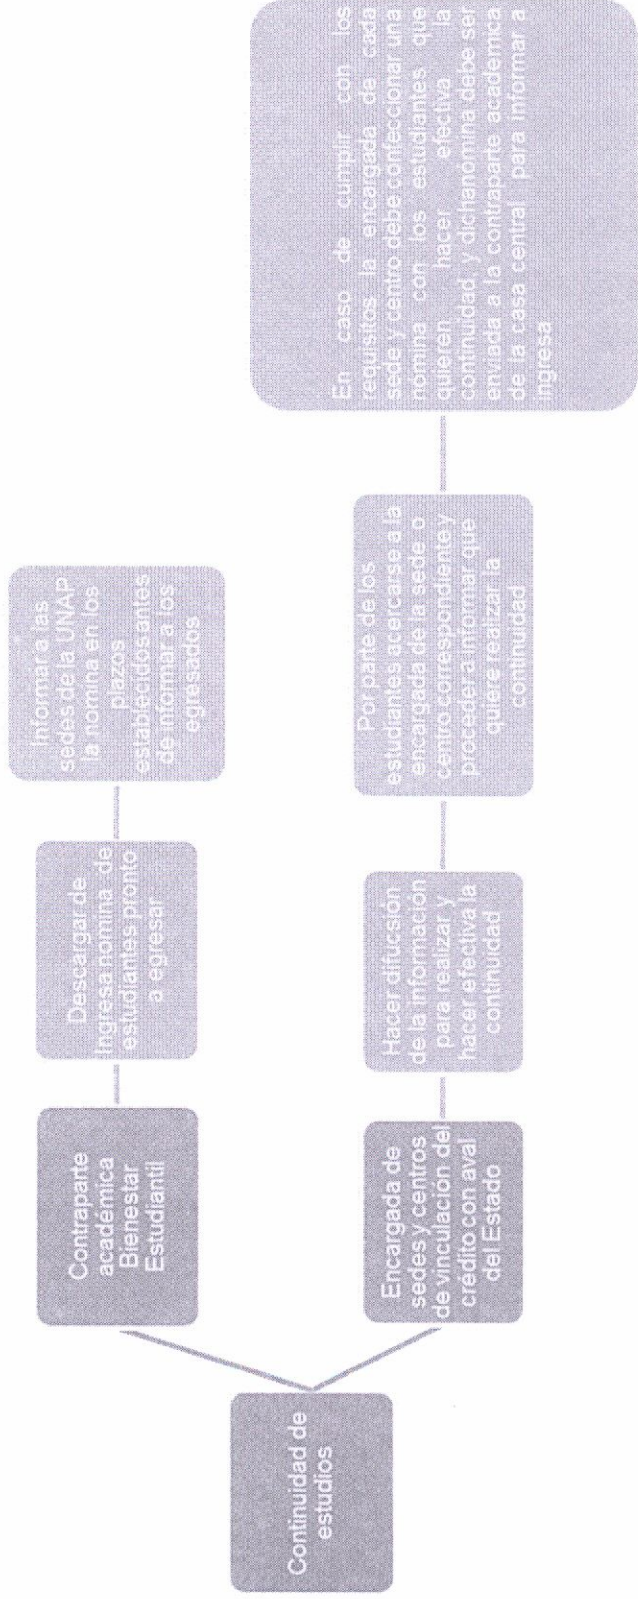 Continuidad de
estudios
Contraparte
académica
Bienestar
Estudiantil
Descargar de
ingresa nomina de
estudiantes pronto
a egresar
Informar a las
sedes de la UNAP
la nomina en los
plazos
establecidos antes
de informar a los
egresados
Encargada de
sedes y centros
de vinculación del
crédito con aval
del Estado
Hacer difucsión
de la información
para realizar y
hacer efectiva la
continuidad
Por parte de los
estudiantes acercarse a la
encargada de la sede o
centro correspondiente y
proceder a informar que
quiere realizar la
continuidad
En caso de cumplir con los
requisitos la encargada de cada
sede y centro debe confeccionar una
nómina con los estudiantes que
quieren hacer efectiva la
continuidad, y dicha nómina debe ser
enviada a la contraparte académica
de la casa central para informar a
ingresa